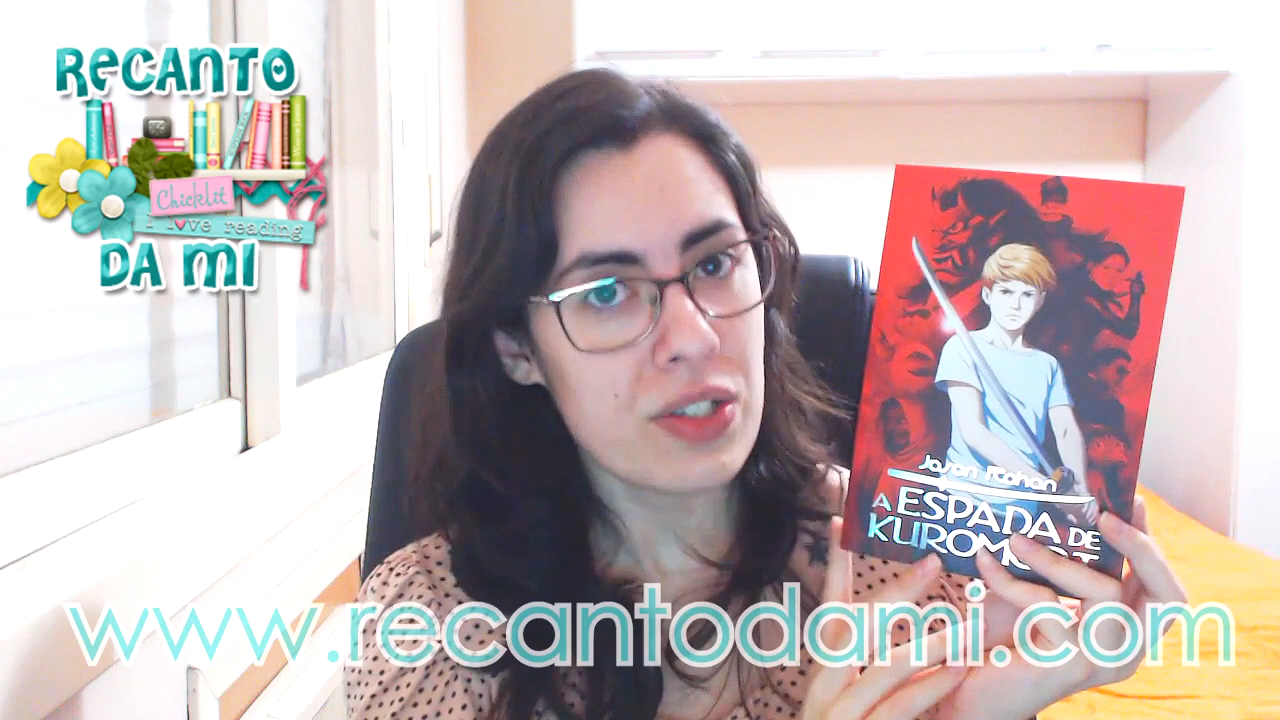 RECANTO
Chicklit
i love reading
DA MI
Jason Rohan
A ESPADA DE
www.recantodami.com